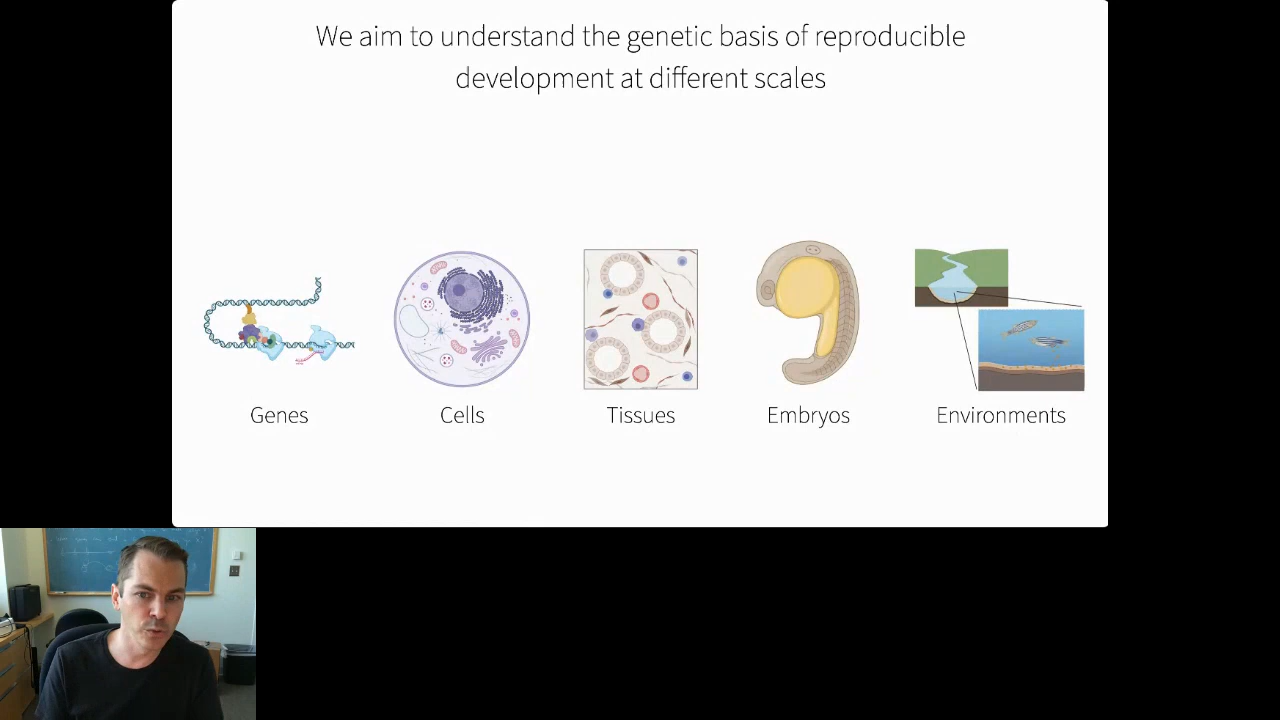 We aim to understand the genetic basis of reproducible
development at different scales
Genes
Cells
Tissues
Embryos
Environments